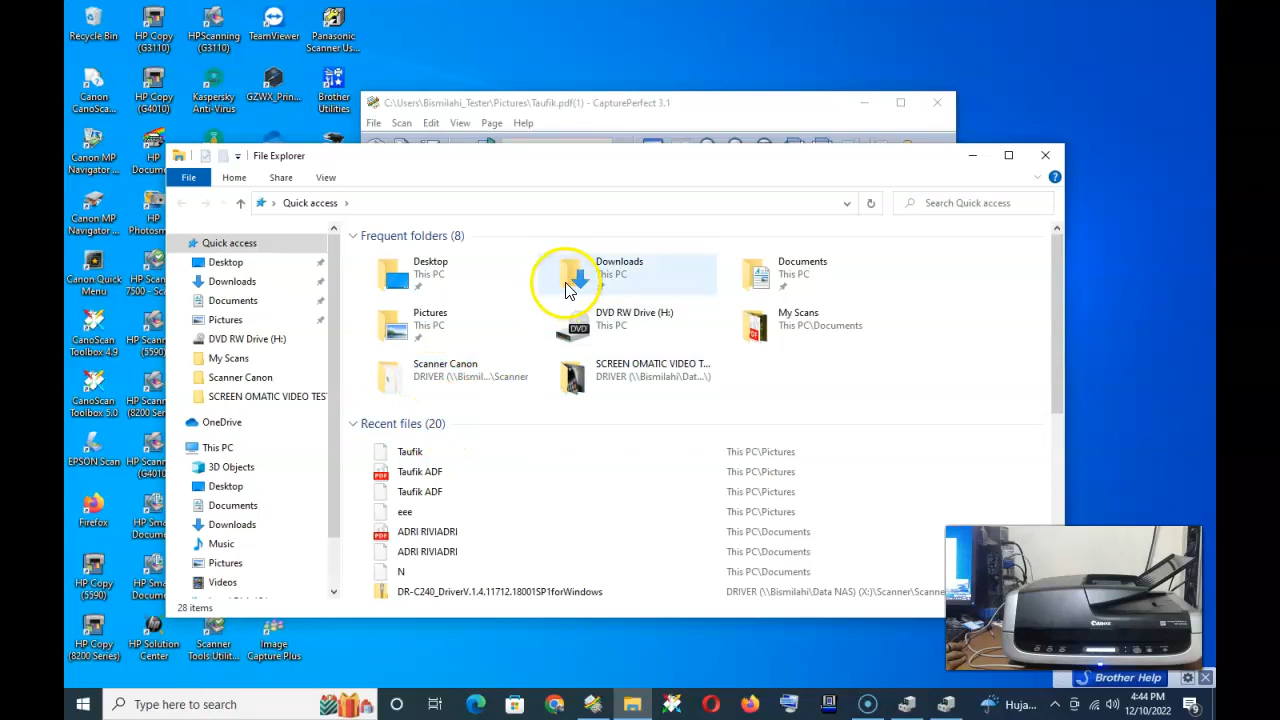 Recycle Bin
HP Copy (G3110)
HPScanning (G3110)
TeamViewer
Panasonic Scanner Us...
Canon CanoSca...
HP Copy (G4010)
Kaspersky Anti-Virus
GZWX_Prin...
Brother Utilities
Canon MP Navigator ...
HP Document...
Canon MP Navigator ...
HP Photosm...
Canon Quick Menu
CanoScan Toolbox 4.9
CanoScan Toolbox 5.0
EPSON Scan
Firefox
HP Copy (5590)
HP Copy (8200 Series)
HP Solution Center
Scanner Tools Utilit...
Image Capture Plus
C:\Users\Bismilahi_Tester\Pictures\Taufik.pdf(1) - CapturePerfect 3.1
File Scan Edit View Page Help
File Explorer
File Home Share View
Quick access
Search Quick access
Quick access
Desktop
Downloads
Documents
Pictures
DVD RW Drive (H:)
My Scans
Scanner Canon
SCREEN OMATIC VIDEO TES
OneDrive
This PC
3D Objects
Desktop
Documents
Downloads
Music
Pictures
Videos
Frequent folders (8)
Desktop
This PC
Downloads
This PC
Documents
This PC
Pictures
This PC
DVD RW Drive (H:)
This PC
My Scans
This PC\Documents
Scanner Canon
DRIVER (\\Bismil...\Scanner
SCREEN OMATIC VIDEO T...
DRIVER (\\Bismilahi\Dat...\)
Recent files (20)
Taufik This PC\Pictures
Taufik ADF This PC\Pictures
Taufik ADF This PC\Pictures
eee This PC\Pictures
ADRI RIVIADRI This PC\Documents
ADRI RIVIADRI This PC\Documents
N This PC\Documents
DR-C240_DriverV.1.4.11712.18001SP1forWindows DRIVER (\\Bismilahi\Data NAS) (X:)\Scanner\Scanne
28 items
Canon
Brother Help
Type here to search
Huja...
4:44 PM
12/10/2022